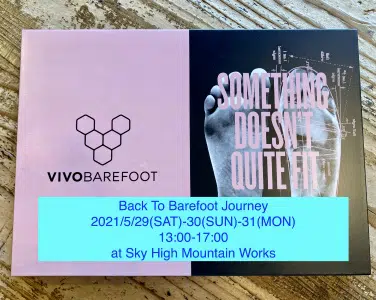 VIVOBAREFOOT
SOMETHING
DOESN'T
QUITE FIT
Back To Barefoot Journey
2021/5/29(SAT)-30(SUN)-31(MON)
13:00-17:00
at Sky High Mountain Works